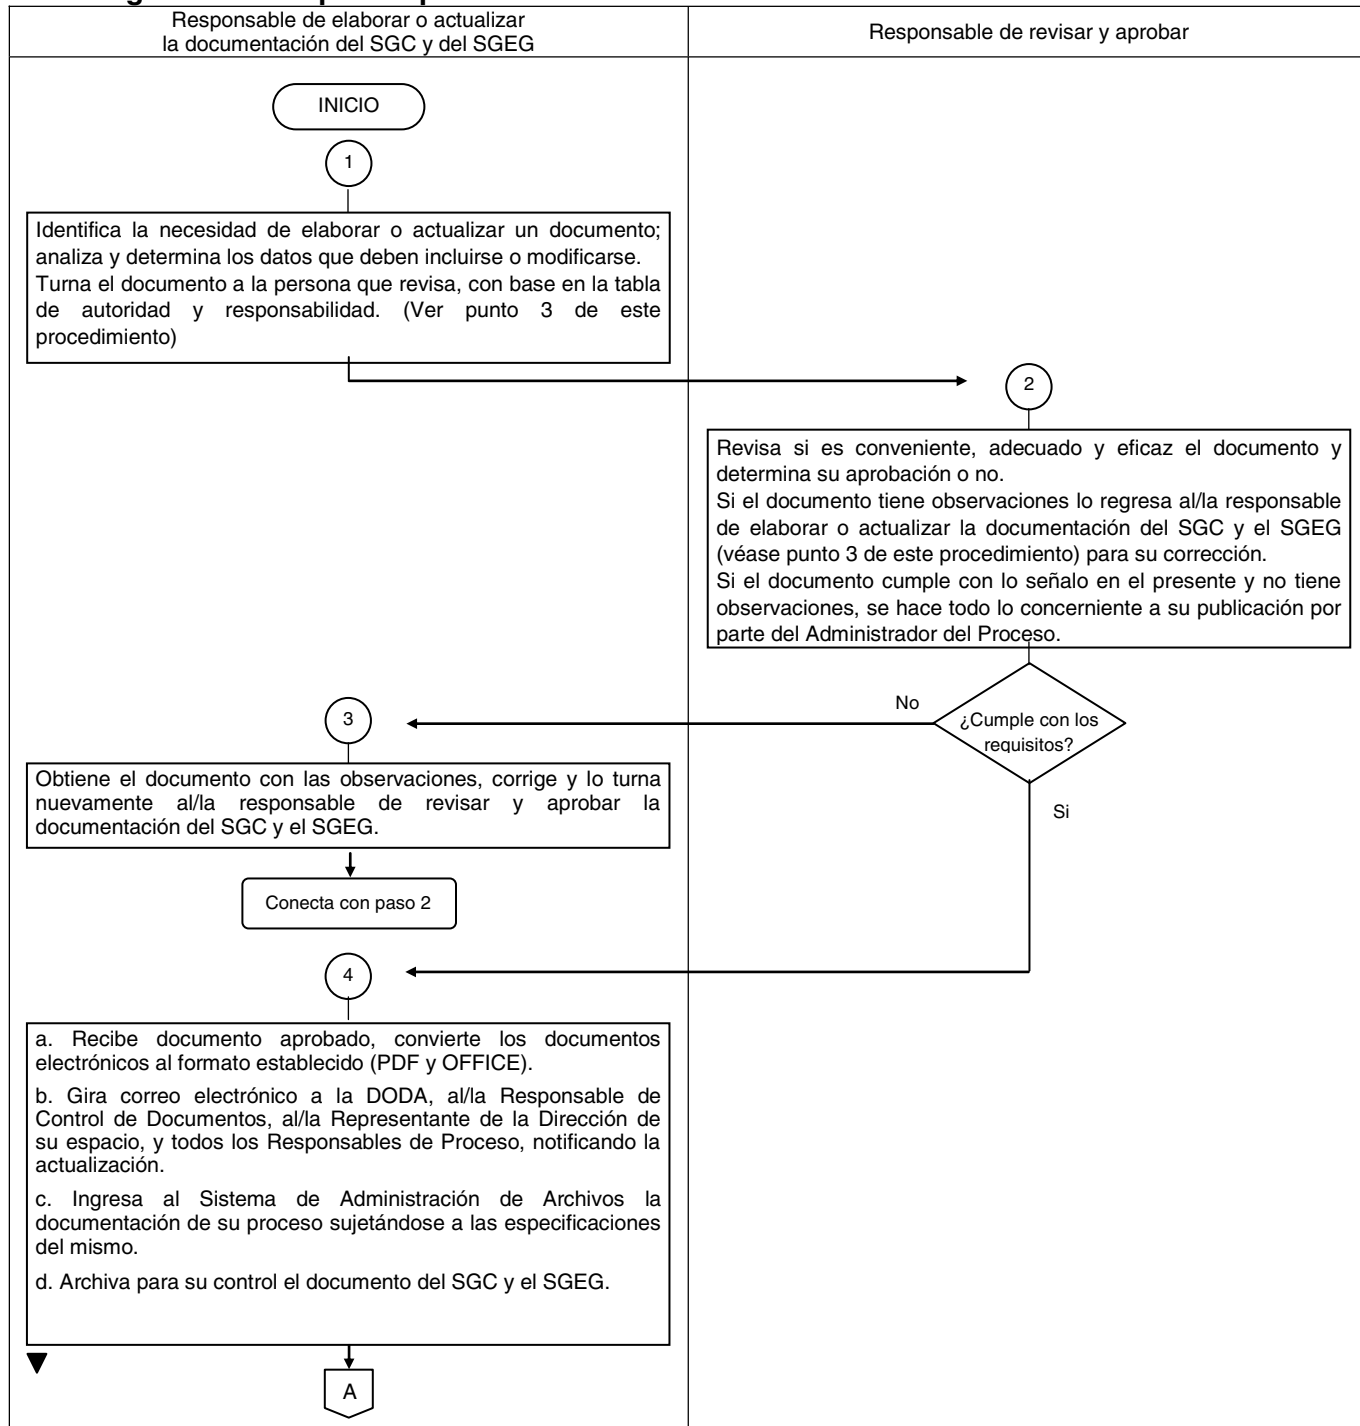 Responsable de elaborar o actualizar
la documentación del SGC y del SGEG
Responsable de revisar y aprobar
INICIO
1
Identifica la necesidad de elaborar o actualizar un documento;
analiza y determina los datos que deben incluirse o modificarse.
Turna el documento a la persona que revisa, con base en la tabla
de autoridad y responsabilidad. (Ver punto 3 de este
procedimiento)
2
Revisa si es conveniente, adecuado y eficaz el documento y
determina su aprobación o no.
Si el documento tiene observaciones lo regresa al/la responsable
de elaborar o actualizar la documentación del SGC y el SGEG
(véase punto 3 de este procedimiento) para su corrección.
Si el documento cumple con lo señalo en el presente y no tiene
observaciones, se hace todo lo concerniente a su publicación por
parte del Administrador del Proceso.
No
¿Cumple con los
requisitos?
Si
3
Obtiene el documento con las observaciones, corrige y lo turna
nuevamente al/la responsable de revisar y aprobar la
documentación del SGC y el SGEG.
Conecta con paso 2
4
a. Recibe documento aprobado, convierte los documentos
electrónicos al formato establecido (PDF y OFFICE).
b. Gira correo electrónico a la DODA, al/la Responsable de
Control de Documentos, al/la Representante de la Dirección de
su espacio, y todos los Responsables de Proceso, notificando la
actualización.
c. Ingresa al Sistema de Administración de Archivos la
documentación de su proceso sujetándose a las especificaciones
del mismo.
d. Archiva para su control el documento del SGC y el SGEG.
A